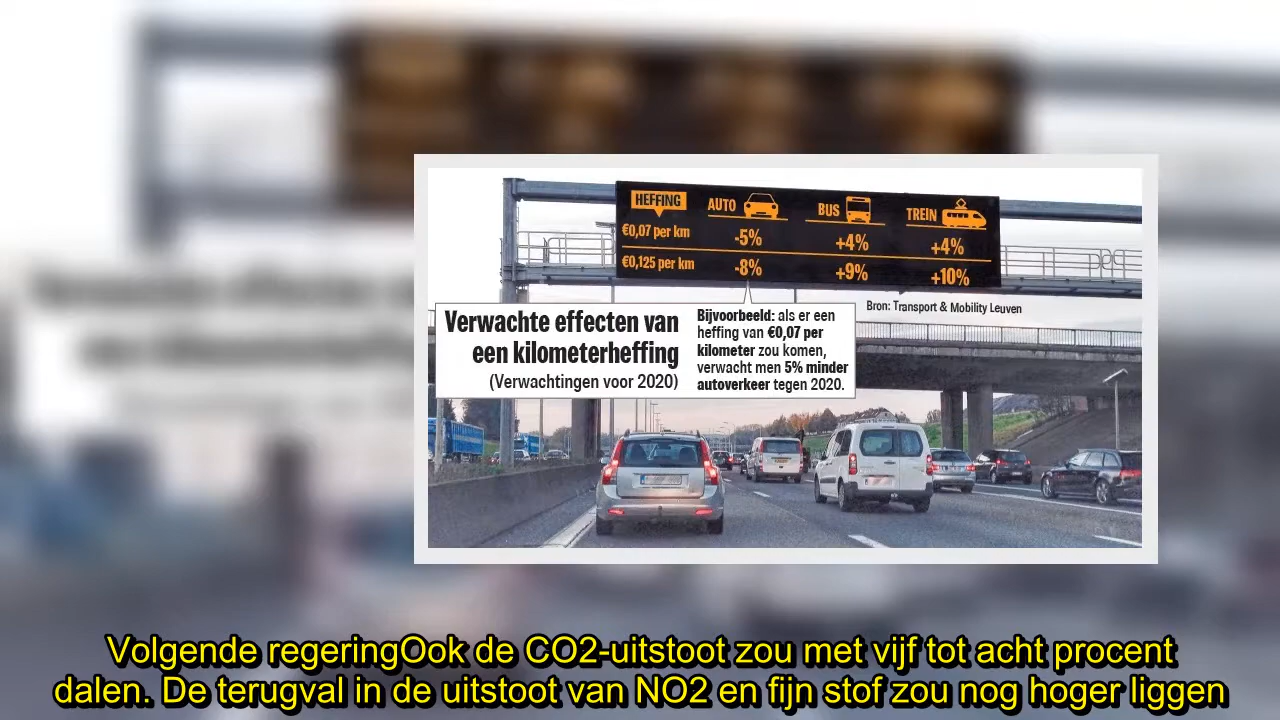 HEFFING AUTO BUS TREIN
€0,07 per km -5% +4% +4%
€0,125 per km -8% +9% +10%
Bron: Transport & Mobility Leuven
Verwachte effecten van
een kilometerheffing
(Verwachtingen voor 2020)
Bijvoorbeeld: als er een
heffing van €0,07 per
kilometer zou komen,
verwacht men 5% minder
autoverkeer tegen 2020.
Volgende regeringOok de CO2-uitstoot zou met vijf tot acht procent
dalen. De terugval in de uitstoot van NO2 en fijn stof zou nog hoger liggen